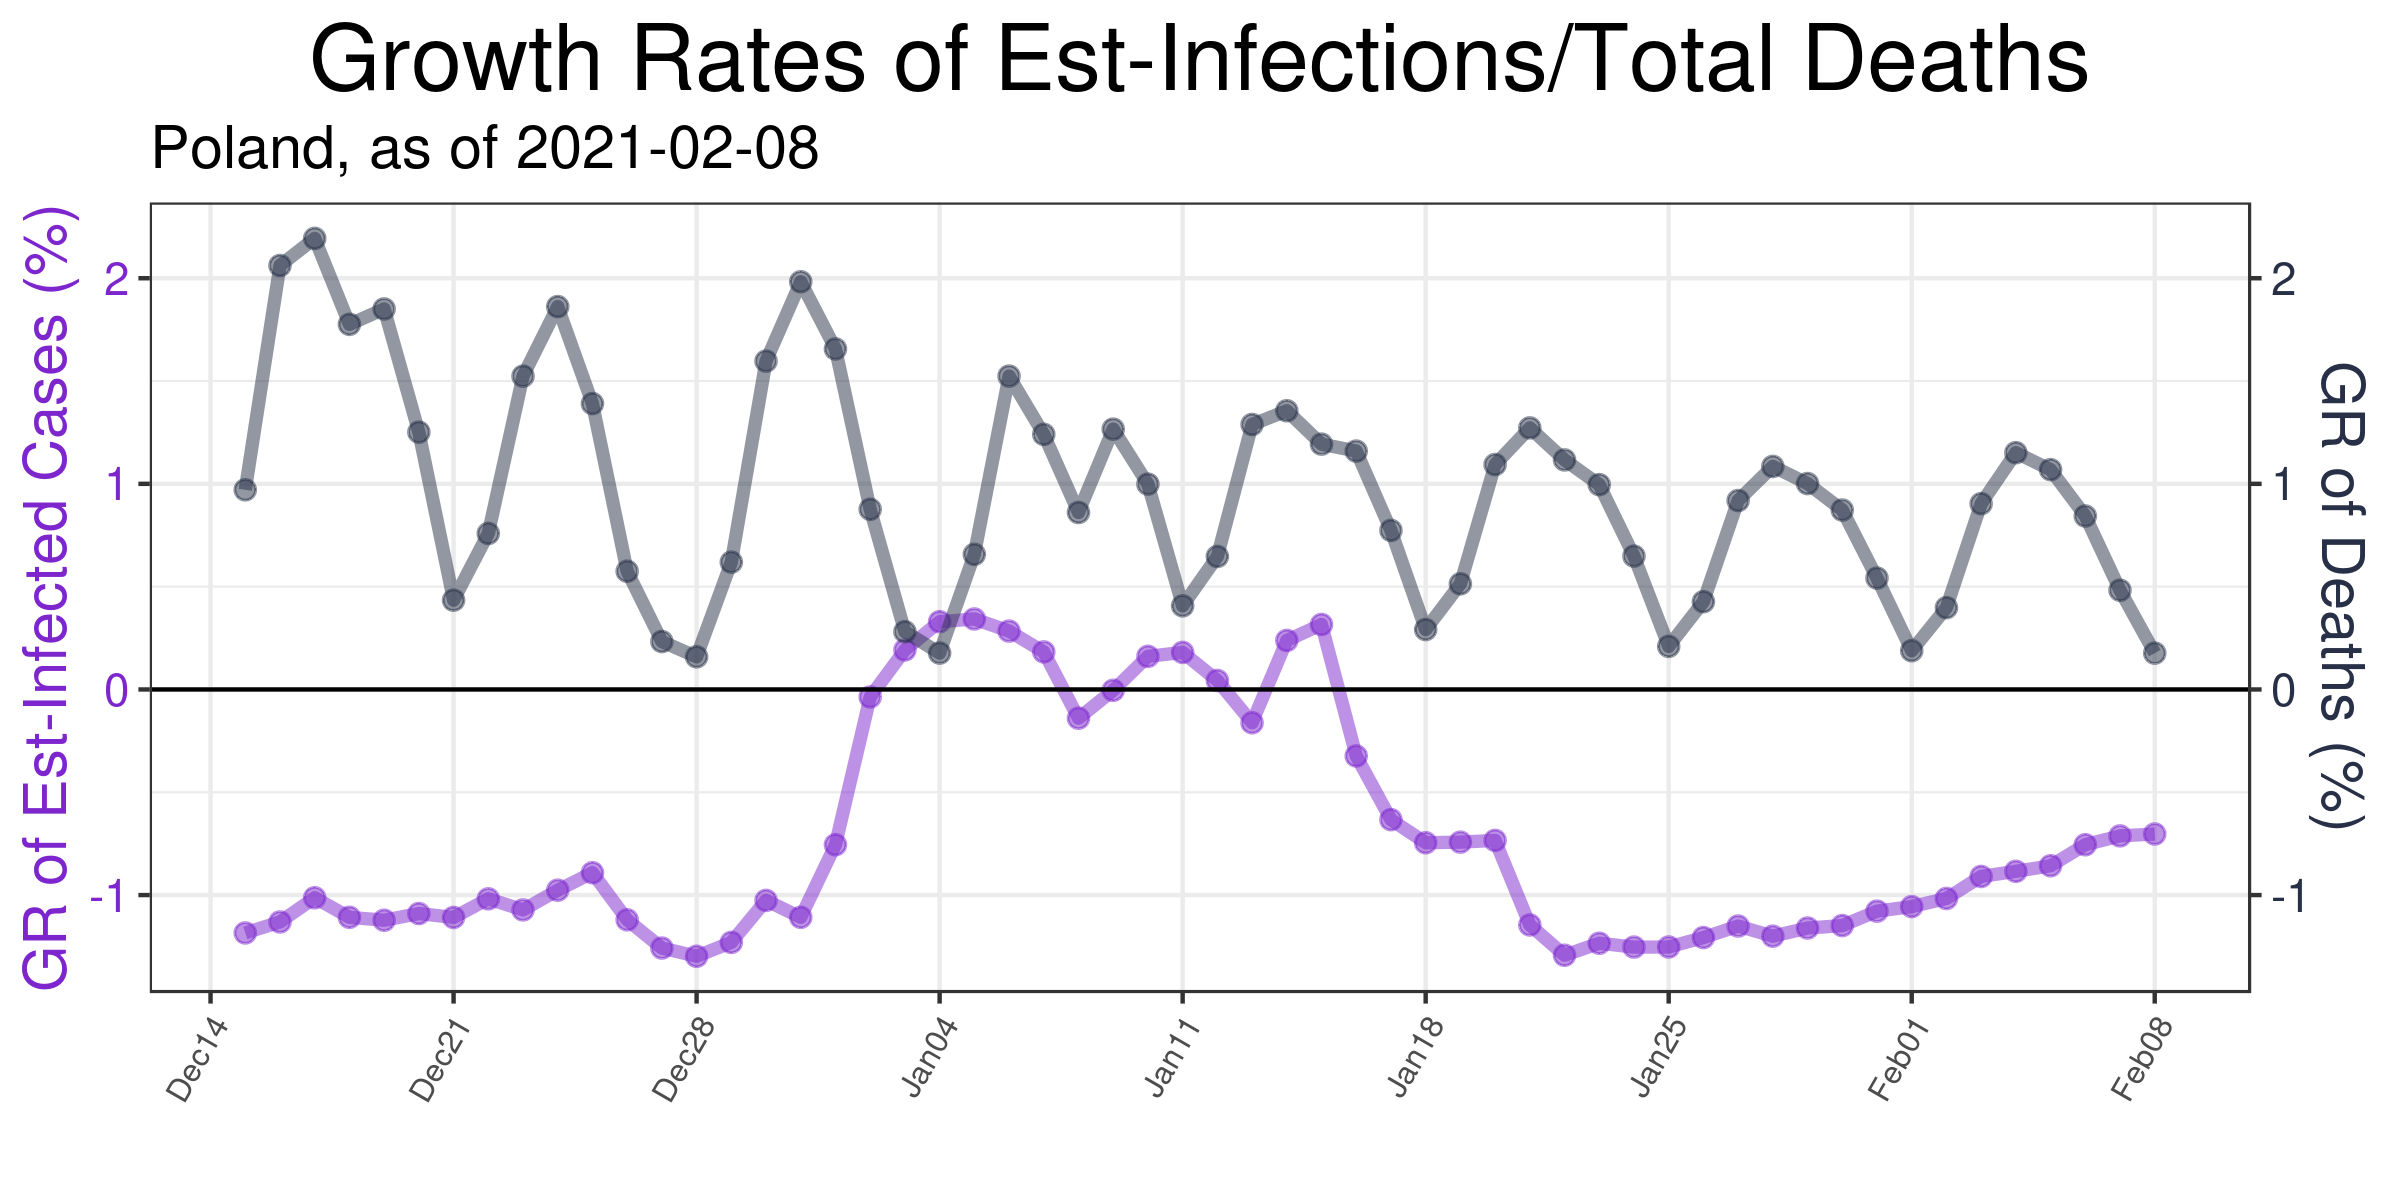 Growth Rates of Est-Infections/Total Deaths
Poland, as of 2021-02-08
GR of Est-Infected Cases (%)
2
1
0
-1
2
1
0
-1
GR of Deaths (%)
Dec14
Dec21
Dec28
Jan04
Jan11
Jan18
Jan25
Feb01
Feb08